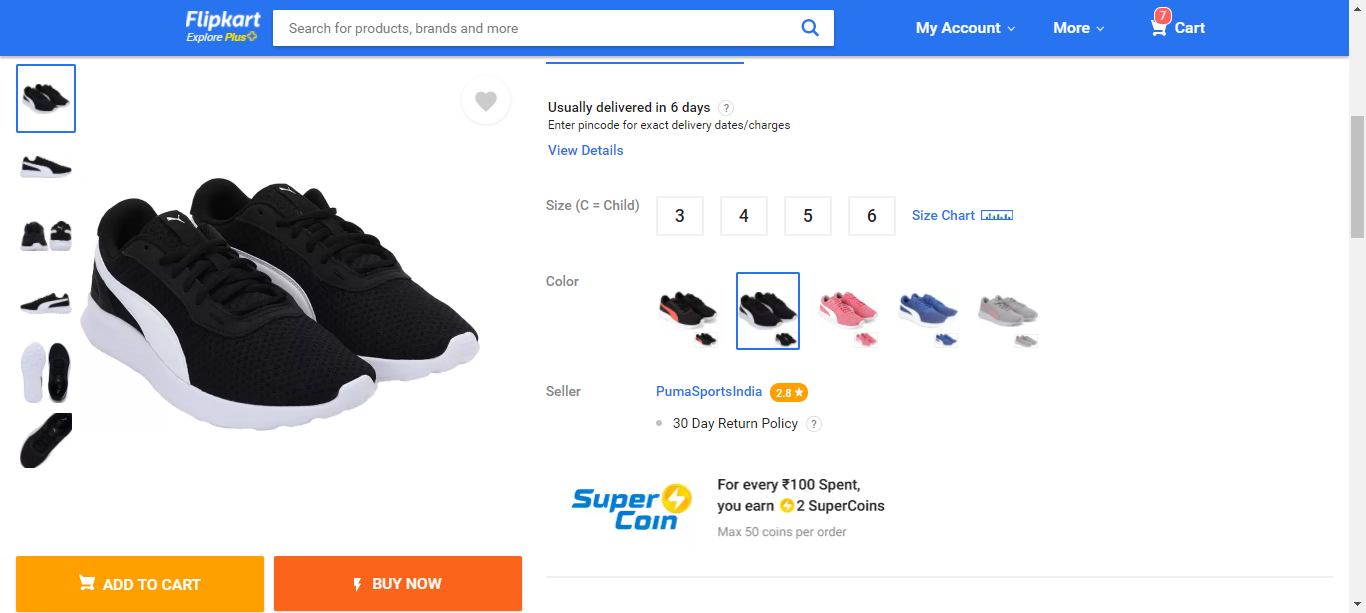 Flipkart
Explore Plus
Search for products, brands and more
My Account
More
7
Cart
Usually delivered in 6 days ?
Enter pincode for exact delivery dates/charges
View Details
Size (C = Child) 3 4 5 6 Size Chart
Color
Seller PumaSportsIndia 2.8
30 Day Return Policy ?
Super Coin
For every ₹100 Spent,
you earn 2 SuperCoins
Max 50 coins per order
ADD TO CART
BUY NOW